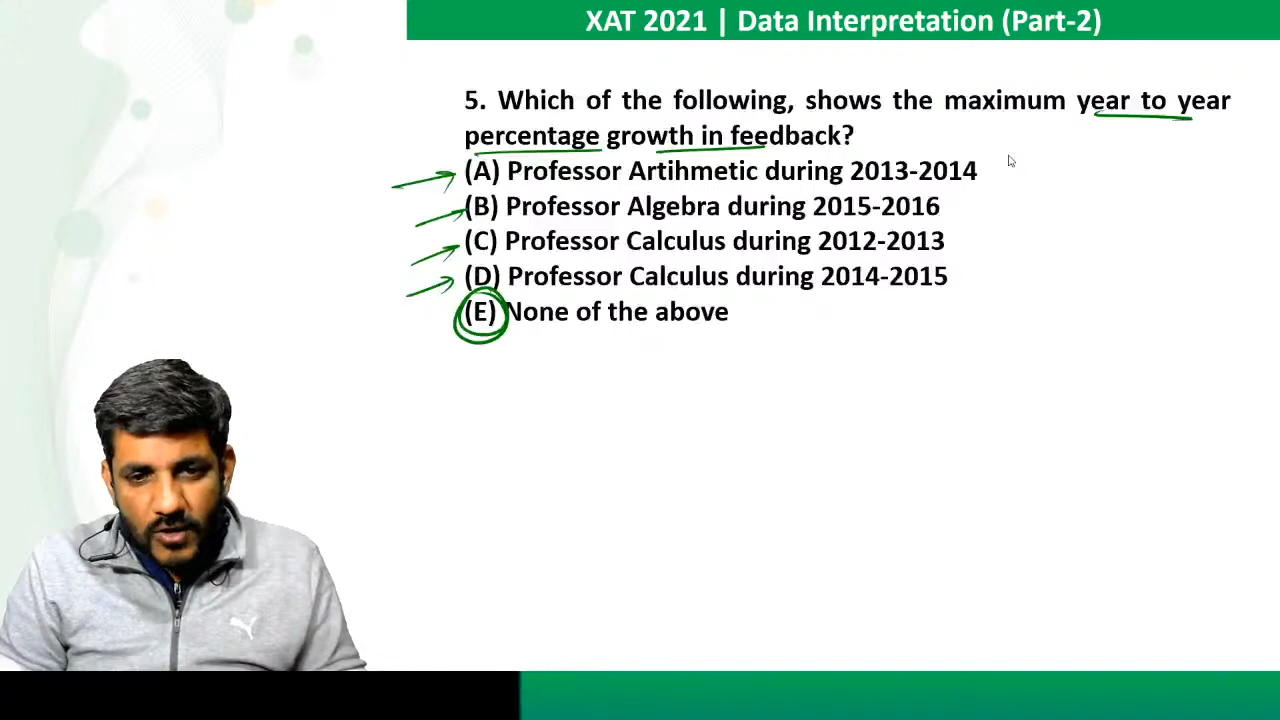 XAT 2021 | Data Interpretation (Part-2)
5. Which of the following, shows the maximum year to year
percentage growth in feedback?
(A) Professor Artihmetic during 2013-2014
(B) Professor Algebra during 2015-2016
(C) Professor Calculus during 2012-2013
(D) Professor Calculus during 2014-2015
(E) None of the above